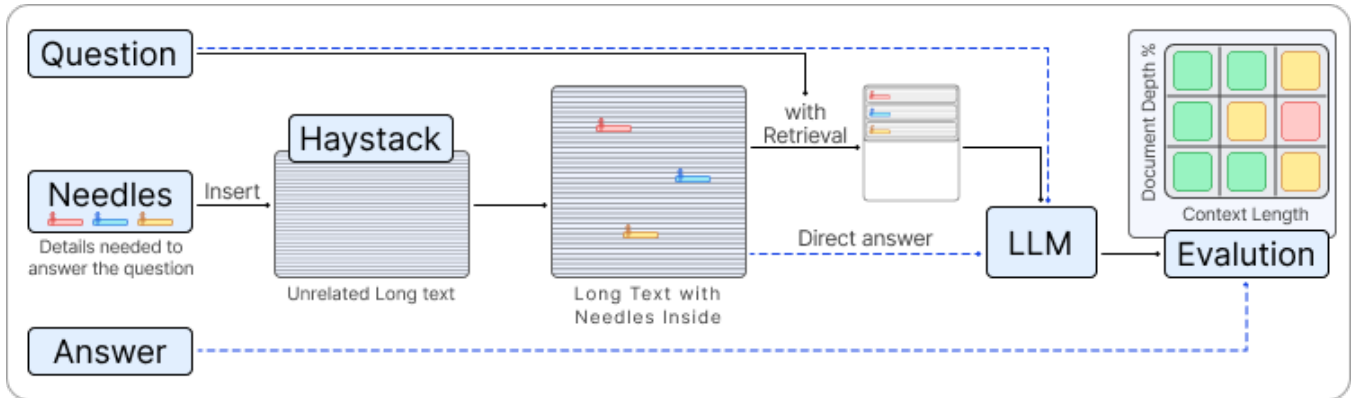 Question
Needles
Details needed to
answer the question
Answer
Insert
Haystack
Unrelated Long text
Long Text with
Needles Inside
with
Retrieval
Direct answer
LLM
Document Depth %
Context Length
Evalution